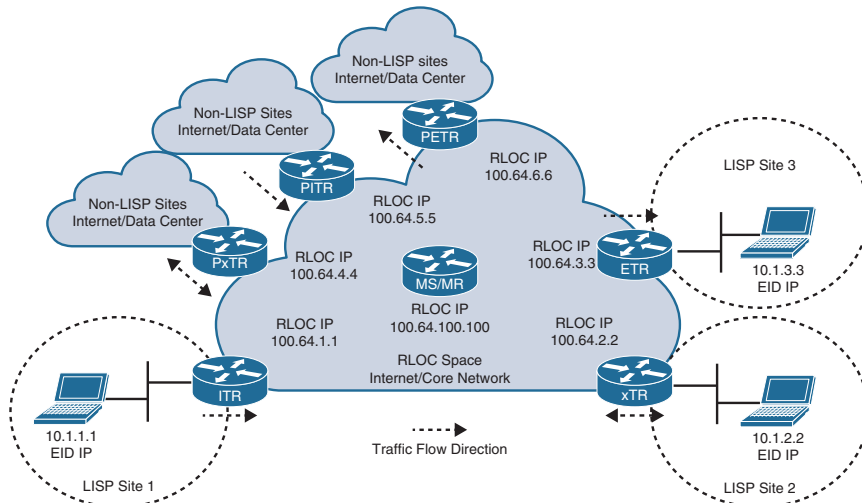 Non-LISP sites
Internet/Data Center
PETR
Non-LISP Sites
Internet/Data Center
PITR
Non-LISP Sites
Internet/Data Center
PxTR
RLOC IP
100.64.6.6
RLOC IP
100.64.5.5
RLOC IP
100.64.4.4
MS/MR
RLOC IP
100.64.100.100
RLOC IP
100.64.3.3
ETR
LISP Site 3
10.1.3.3
EID IP
RLOC IP
100.64.1.1
RLOC IP
100.64.2.2
RLOC Space
Internet/Core Network
ITR
xTR
10.1.1.1
EID IP
LISP Site 1
Traffic Flow Direction
10.1.2.2
EID IP
LISP Site 2